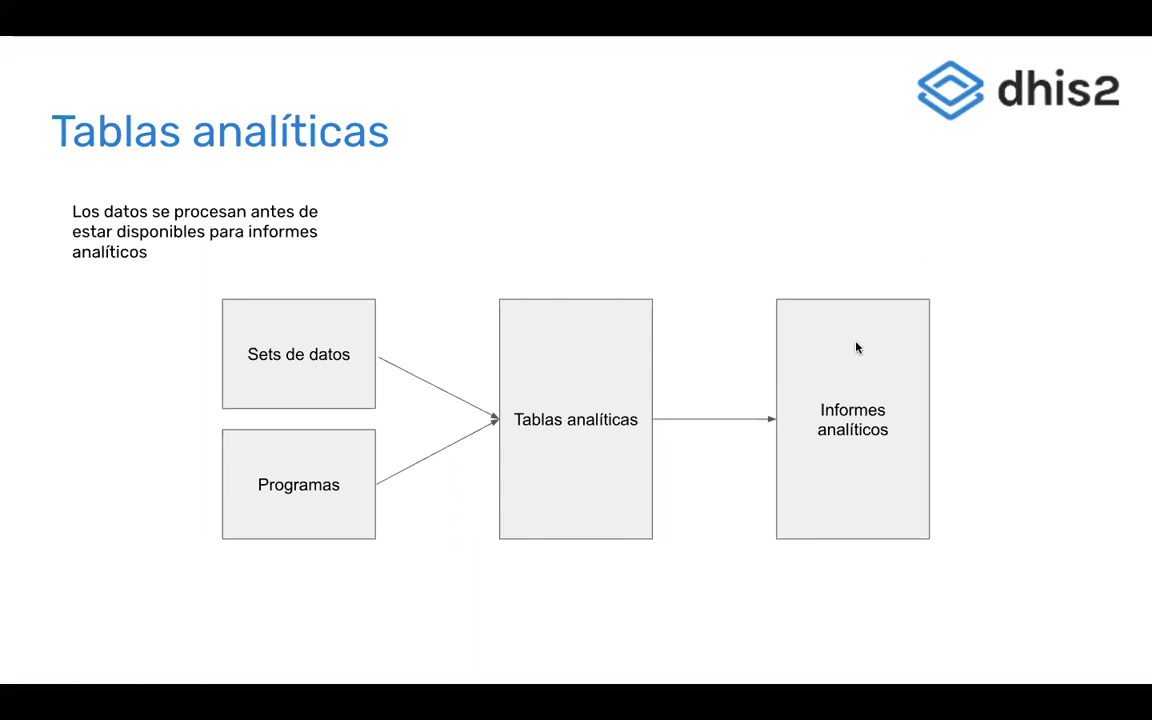 dhis2
Tablas analíticas
Los datos se procesan antes de
estar disponibles para informes
analíticos
Sets de datos
Programas
Tablas analíticas
Informes
analíticos